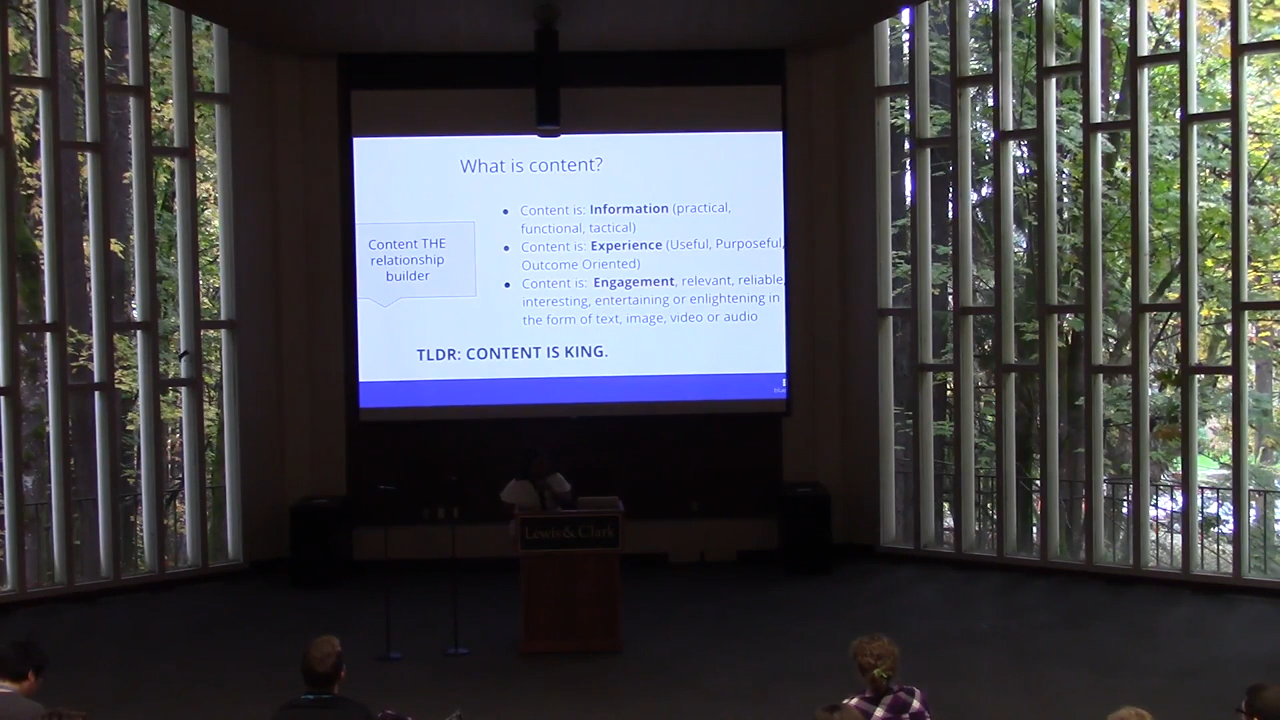 What is content?
Content THE
relationship
builder
• Content is: Information (practical,
functional, tactical)
• Content is: Experience (Useful, Purposeful,
Outcome Oriented)
• Content is: Engagement, relevant, reliable,
interesting, entertaining or enlightening in
the form of text, image, video or audio
TLDR: CONTENT IS KING.
Lewis & Clark